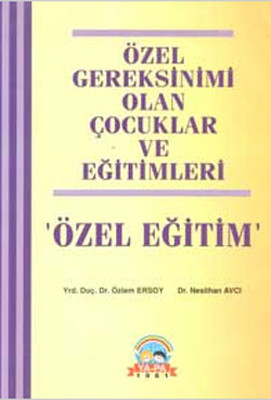 ÖZEL
GEREKSİNİMİ
OLAN
ÇOCUKLAR
VE
EĞİTİMLERİ
'ÖZEL EĞİTİM'
Yrd. Doç. Dr. Özlem ERSOY Dr. Neslihan AVCI
YA-PA
1981